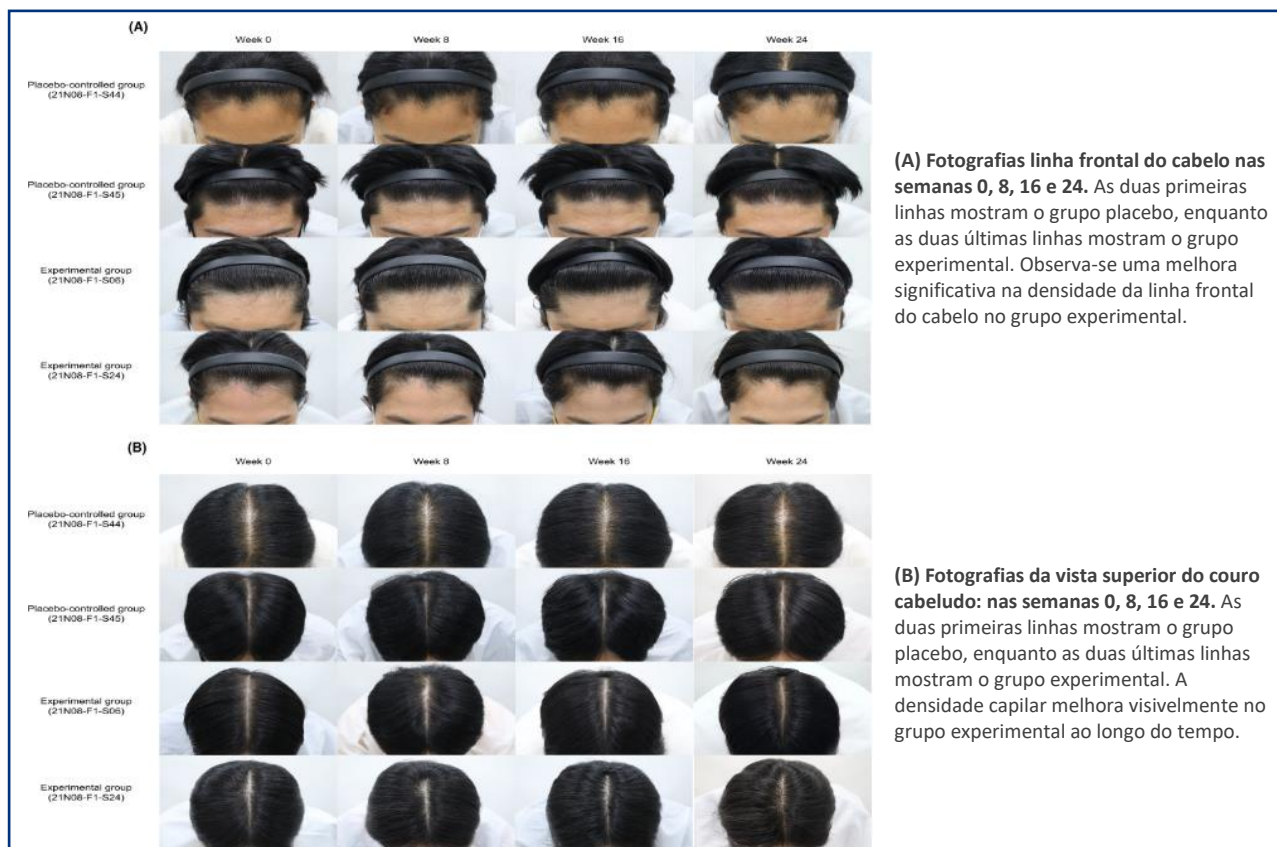 (A)
Week 0 Week 8 Week 16 Week 24
Placebo-controlled group
(21N08-F1-S44)
Placebo-controlled group
(21N08-F1-S45)
Experimental group
(21N08-F1-S06)
Experimental group
(21N08-F1-S24)
(A) Fotografias linha frontal do cabelo nas
semanas 0, 8, 16 e 24. As duas primeiras
linhas mostram o grupo placebo, enquanto
as duas últimas linhas mostram o grupo
experimental. Observa-se uma melhora
significativa na densidade da linha frontal
do cabelo no grupo experimental.
(B)
Week 0 Week 8 Week 16 Week 24
Placebo-controlled group
(21N08-F1-S44)
Placebo-controlled group
(21N08-F1-S45)
Experimental group
(21N08-F1-S06)
Experimental group
(21N08-F1-S24)
(B) Fotografias da vista superior do couro
cabeludo: nas semanas 0, 8, 16 e 24. As
duas primeiras linhas mostram o grupo
placebo, enquanto as duas últimas linhas
mostram o grupo experimental. A
densidade capilar melhora visivelmente no
grupo experimental ao longo do tempo.